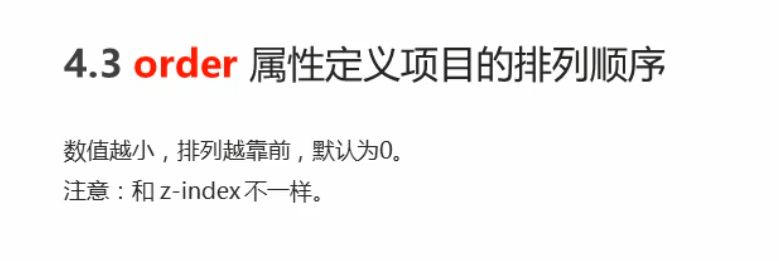 4.3 order 属性定义项目的排列顺序
数值越小，排列越靠前，默认为0。
注意：和 z-index 不一样。